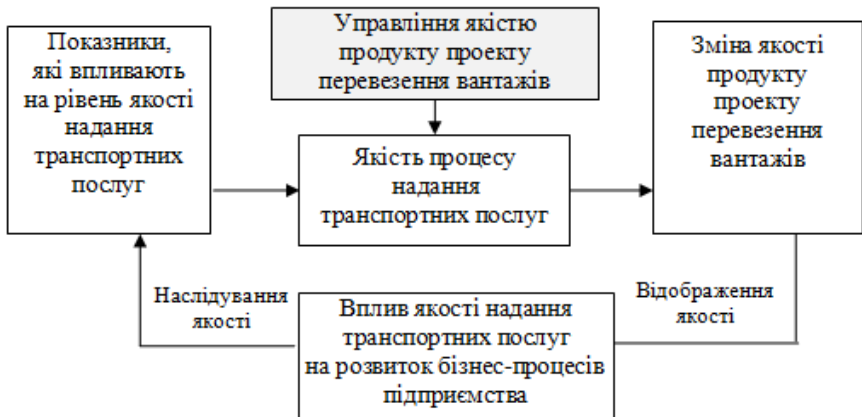 Показники,
які впливають
на рівень якості
надання
транспортних
послуг
Управління якістю
продукту проекту
перевезення вантажів
Зміна якості
продукту
проекту
перевезення
вантажів
Якість процесу
надання
транспортних послуг
Наслідування
якості
Вплив якості надання
транспортних послуг
на розвиток бізнес-процесів
підприємства
Відображення
якості